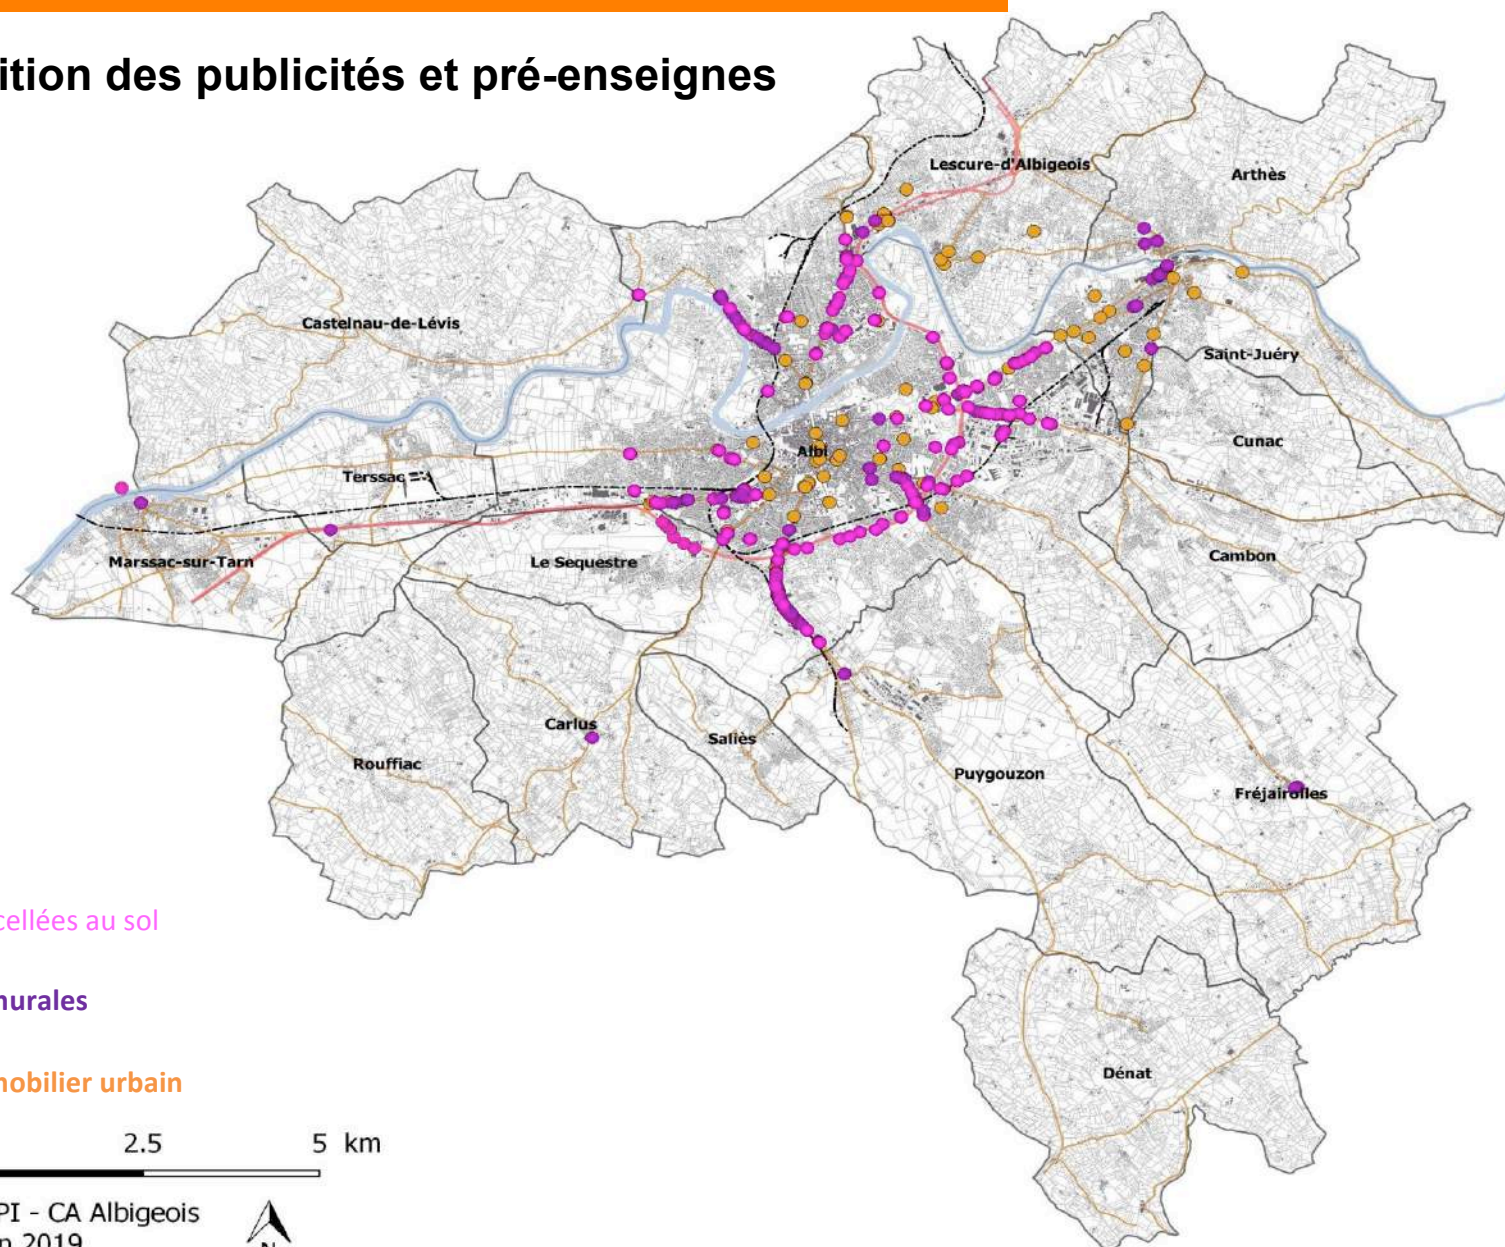 ition des publicités et pré-enseignes
Lescure-d'Albigeois
Arthès
Castelnau-de-Lévis
Saint-Juéry
Cunac
Albi
Terssac
Cambon
Marssac-sur-Tarn
Le Sequestre
Carlus
Saliès
Rouffiac
Puygouzon
Fréjairolles
cellées au sol
murales
mobilier urbain
Dénat
2.5 5 km
PI - CA Albigeois
n 2019
N